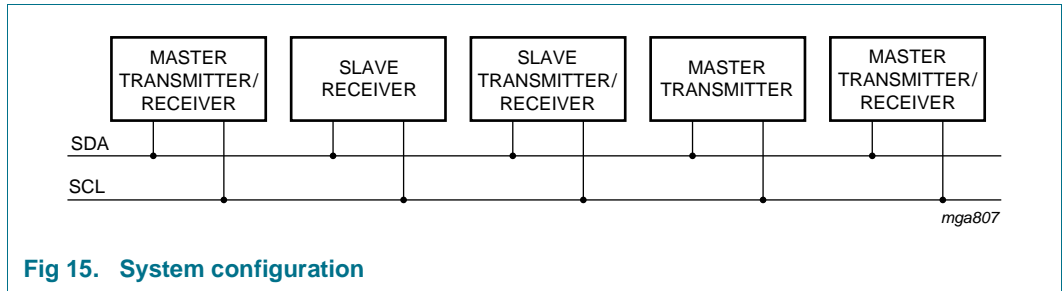 MASTER
TRANSMITTER/
RECEIVER
SLAVE
RECEIVER
SLAVE
TRANSMITTER/
RECEIVER
MASTER
TRANSMITTER
MASTER
TRANSMITTER/
RECEIVER
SDA
SCL
mga807
Fig 15. System configuration